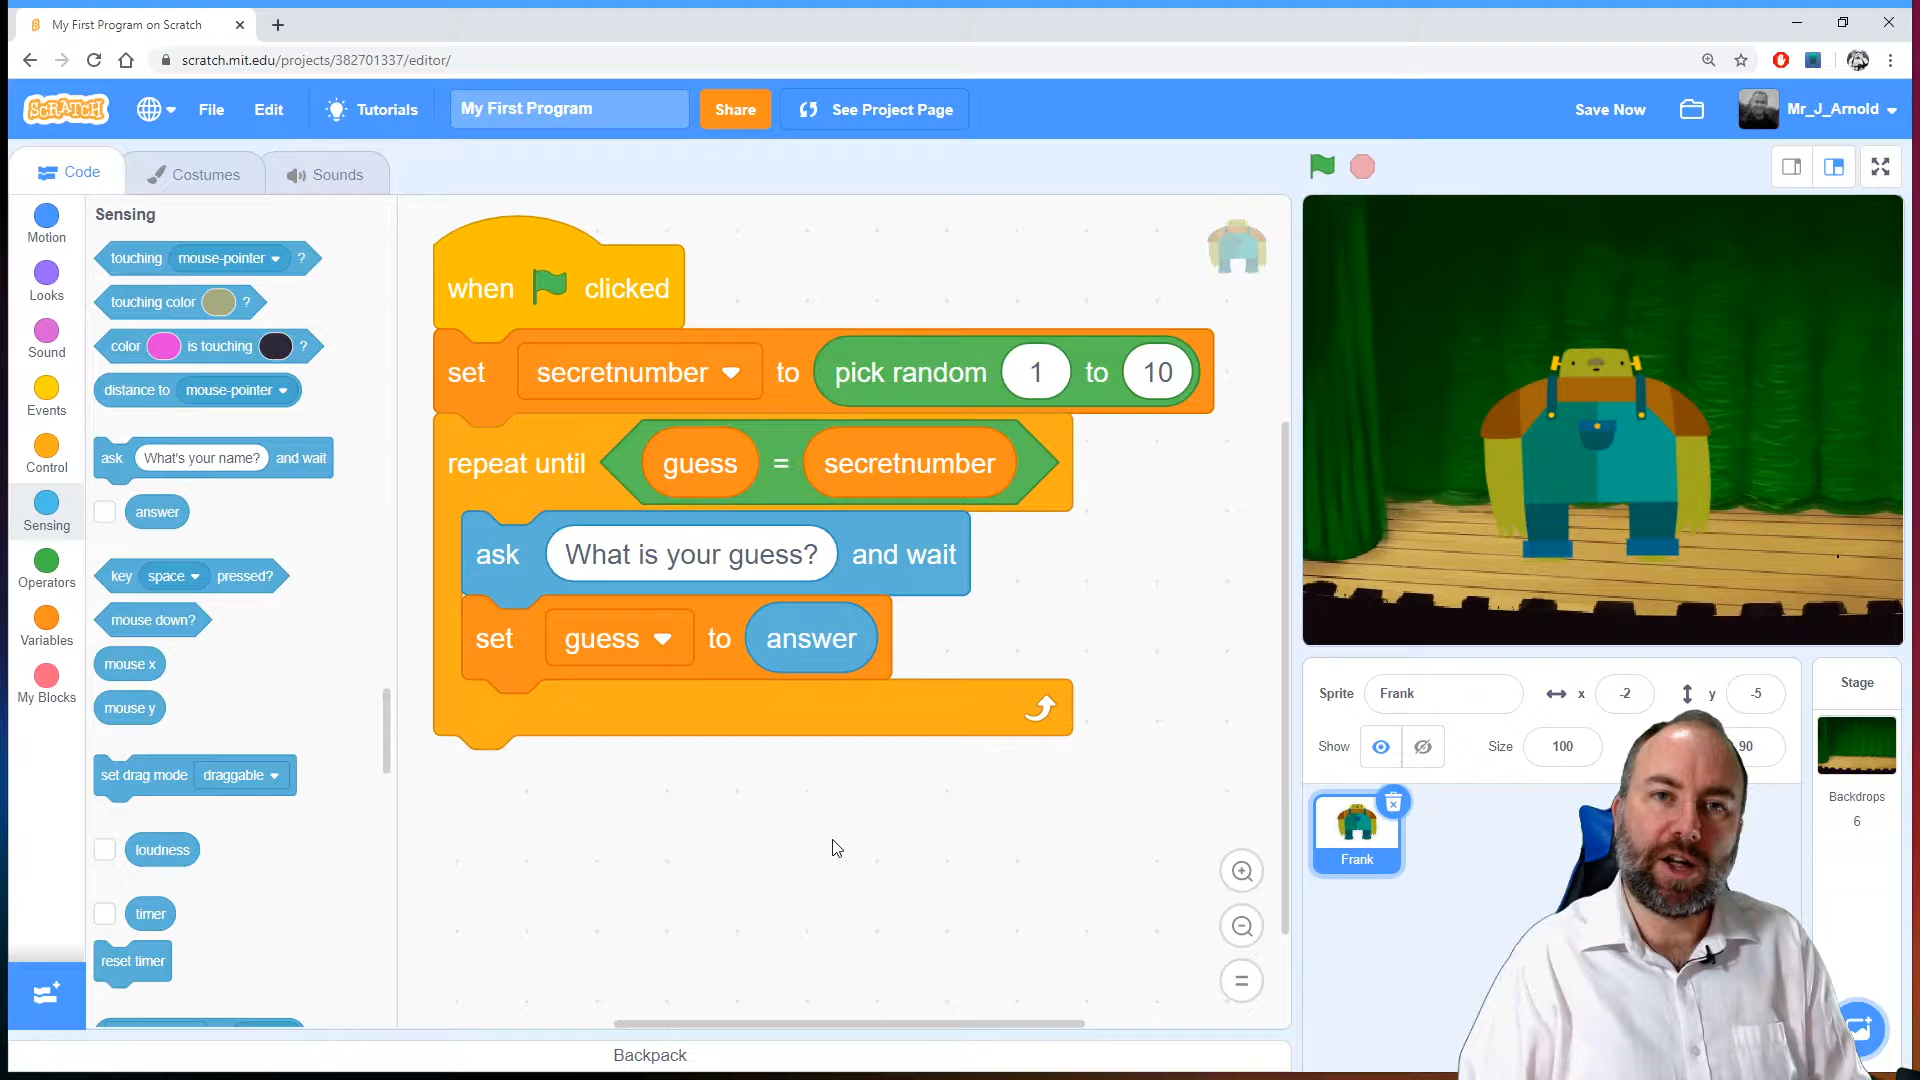 My First Program on Scratch
scratch.mit.edu/projects/382701337/editor/
SCRATCH
File
Edit
Tutorials
My First Program
Share
See Project Page
Save Now
Mr_J_Arnold
Code
Costumes
Sounds
Motion
Looks
Sound
Events
Control
Sensing
Operators
Variables
My Blocks
Sensing
touching mouse-pointer ?
touching color ?
color is touching ?
distance to mouse-pointer
ask What's your name? and wait
answer
key space pressed?
mouse down?
mouse x
mouse y
set drag mode draggable
loudness
timer
reset timer
when clicked
set secretnumber to pick random 1 to 10
repeat until guess = secretnumber
ask What is your guess? and wait
set guess to answer
Backpack
Sprite Frank x -2 y -5
Show Size 100 90
Frank
Stage
Backdrops
6